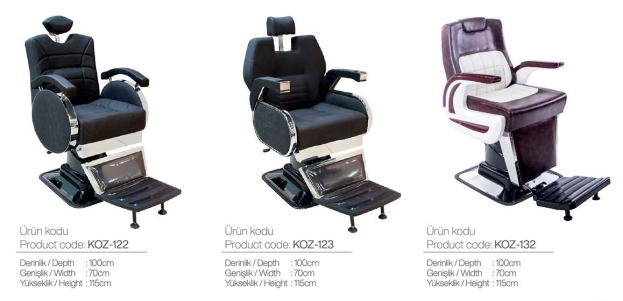 Ürün kodu
Product code: KOZ-122
Derinlik / Depth : 100cm
Genişlik / Width : 70cm
Yükseklik / Height : 115cm
Ürün kodu
Product code: KOZ-123
Derinlik / Depth : 100cm
Genişlik / Width : 70cm
Yükseklik / Height : 115cm
Ürün kodu
Product code: KOZ-132
Derinlik / Depth : 100cm
Genişlik / Width : 70cm
Yükseklik / Height : 115cm